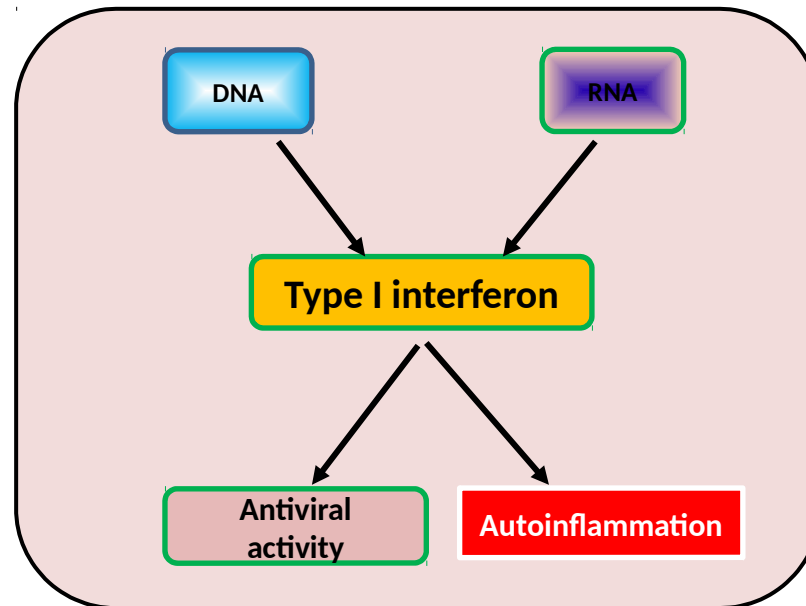 DNA
RNA
Type I interferon
Antiviral
activity
Autoinflammation